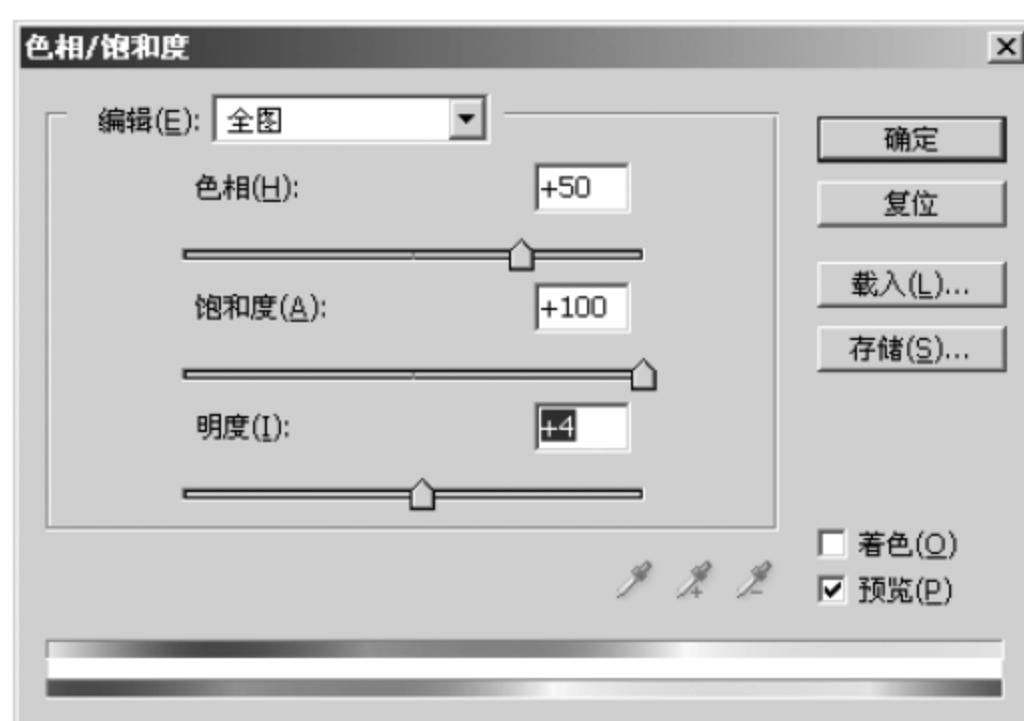 色相/饱和度
编辑(E): 全图
色相(H): +50
饱和度(A): +100
明度(I): +4
确定
复位
载入(L)...
存储(S)...
着色(O)
预览(P)